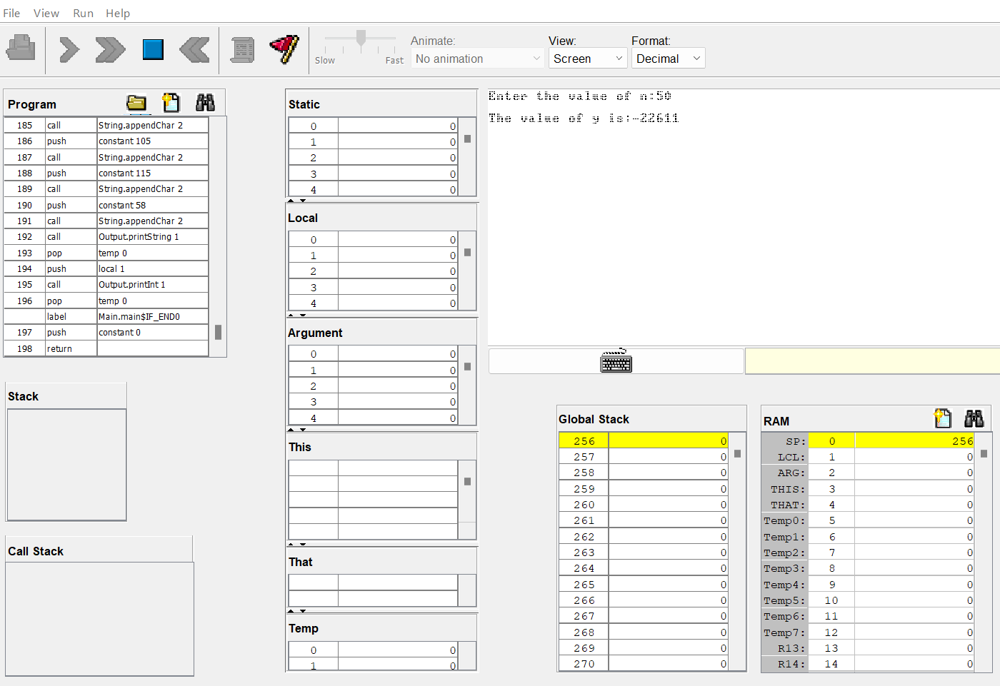 File View Run Help
Slow Fast
Animate:
No animation
View:
Screen
Format:
Decimal
Program
185 call String.appendChar 2
186 push constant 105
187 call String.appendChar 2
188 push constant 115
189 call String.appendChar 2
190 push constant 58
191 call String.appendChar 2
192 call Output.printString 1
193 pop temp 0
194 push local 1
195 call Output.printInt 1
196 pop temp 0
label Main.main$IF_END0
197 push constant 0
198 return
Stack
Call Stack
Static
0 0
1 0
2 0
3 0
4 0
Local
0 0
1 0
2 0
3 0
4 0
Argument
0 0
1 0
2 0
3 0
4 0
This
That
Temp
0 0
1 0
Enter the value of n:50
The value of y is:-22611
Global Stack
256 0
257 0
258 0
259 0
260 0
261 0
262 0
263 0
264 0
265 0
266 0
267 0
268 0
269 0
270 0
RAM
SP: 0 256
LCL: 1 0
ARG: 2 0
THIS: 3 0
THAT: 4 0
Temp0: 5 0
Temp1: 6 0
Temp2: 7 0
Temp3: 8 0
Temp4: 9 0
Temp5: 10 0
Temp6: 11 0
Temp7: 12 0
R13: 13 0
R14: 14 0